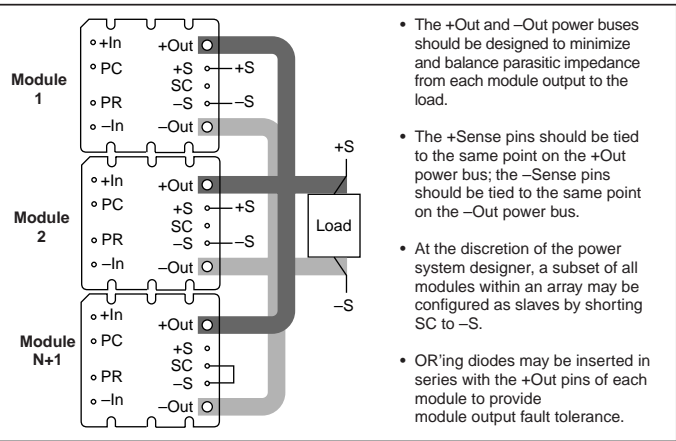 Module
1
+In
PC
PR
–In
+Out
+S
SC
–S
–Out
+S
–S
Module
2
+In
PC
PR
–In
+Out
+S
SC
–S
–Out
+S
–S
Module
N+1
+In
PC
PR
–In
+Out
+S
SC
–S
–Out
+S
Load
–S
• The +Out and –Out power buses
should be designed to minimize
and balance parasitic impedance
from each module output to the
load.
• The +Sense pins should be tied
to the same point on the +Out
power bus; the –Sense pins
should be tied to the same point
on the –Out power bus.
• At the discretion of the power
system designer, a subset of all
modules within an array may be
configured as slaves by shorting
SC to –S.
• OR'ing diodes may be inserted in
series with the +Out pins of each
module to provide
module output fault tolerance.